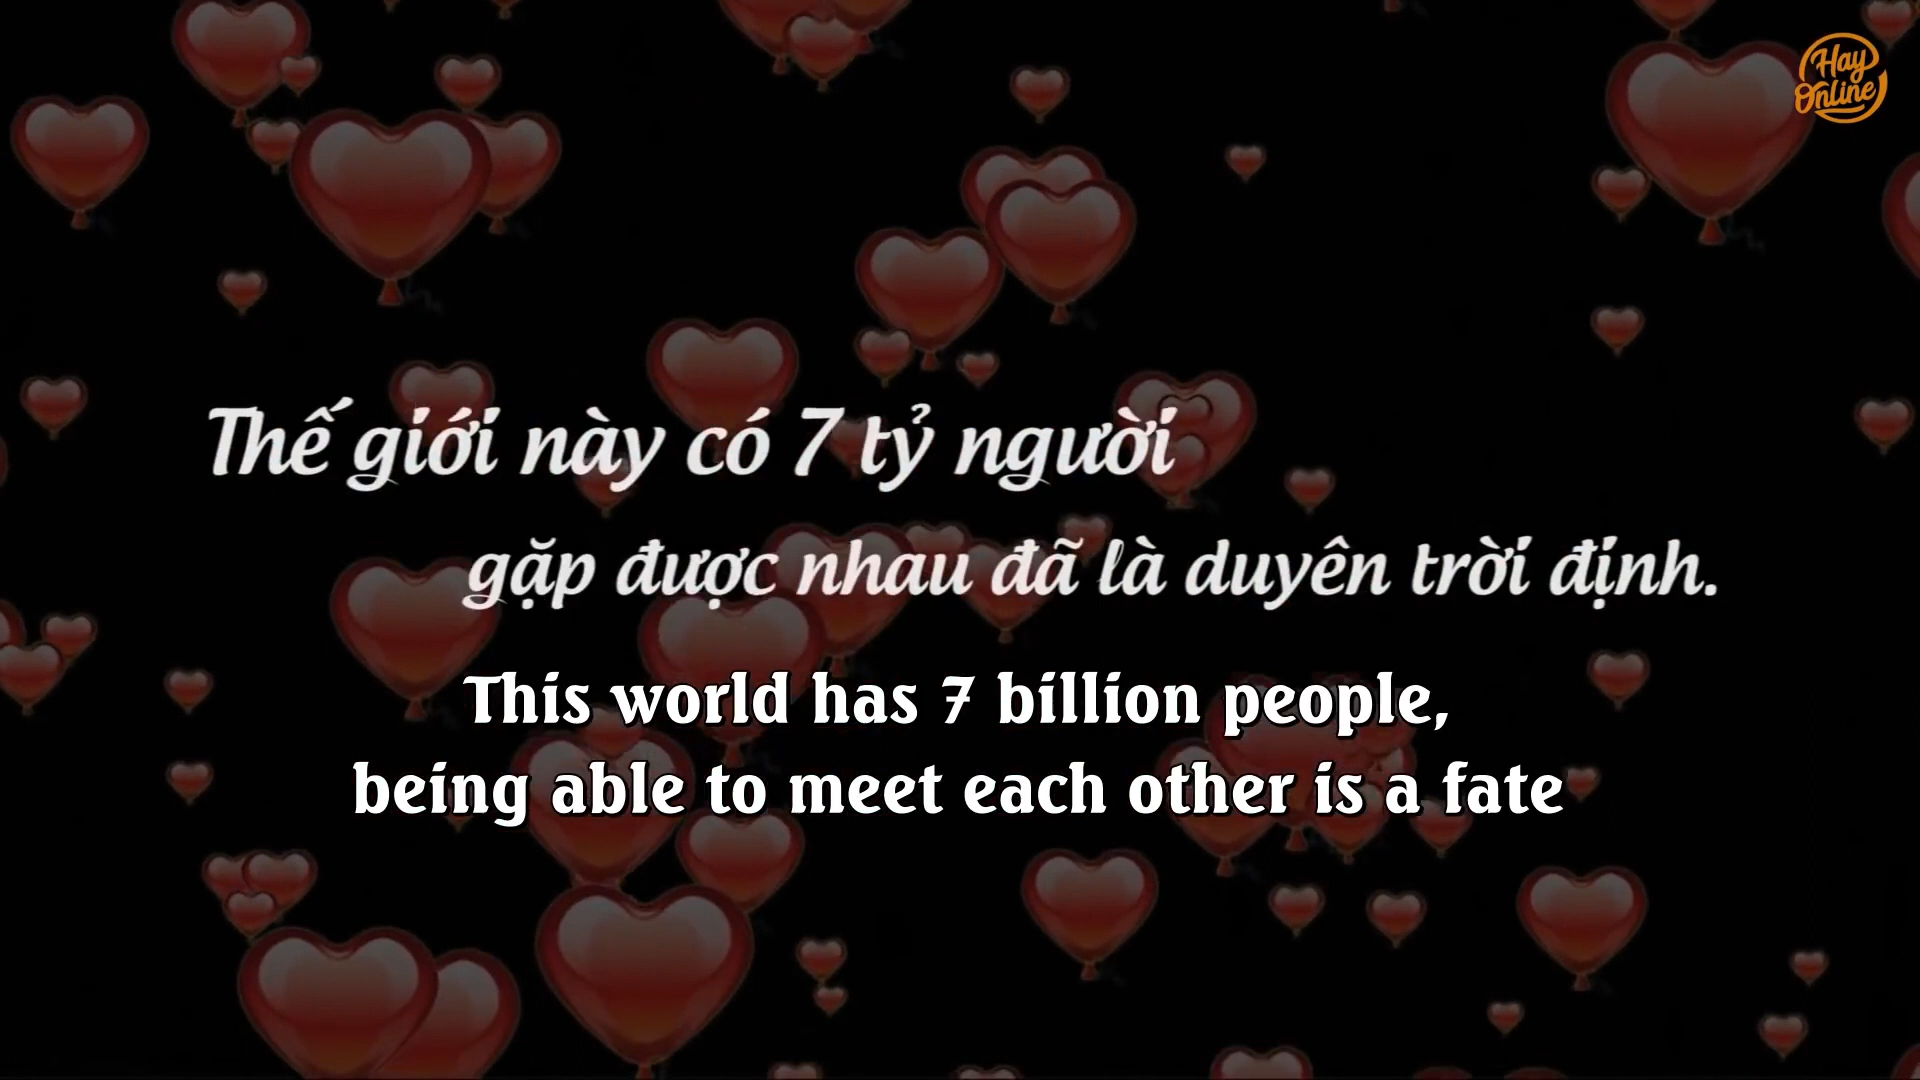 Hay
Online
Thế giới này có 7 tỷ người
gặp được nhau đã là duyên trời định.
This world has 7 billion people,
being able to meet each other is a fate